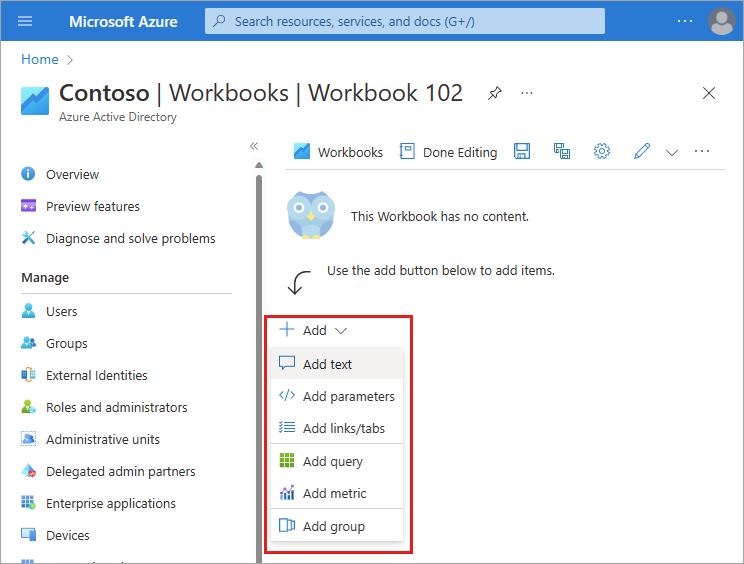 Microsoft Azure
Search resources, services, and docs (G+/)
Home
Contoso | Workbooks | Workbook 102
Azure Active Directory
Overview
Preview features
Diagnose and solve problems
Manage
Users
Groups
External Identities
Roles and administrators
Administrative units
Delegated admin partners
Enterprise applications
Devices
Workbooks Done Editing
This Workbook has no content.
Use the add button below to add items.
Add
Add text
Add parameters
Add links/tabs
Add query
Add metric
Add group